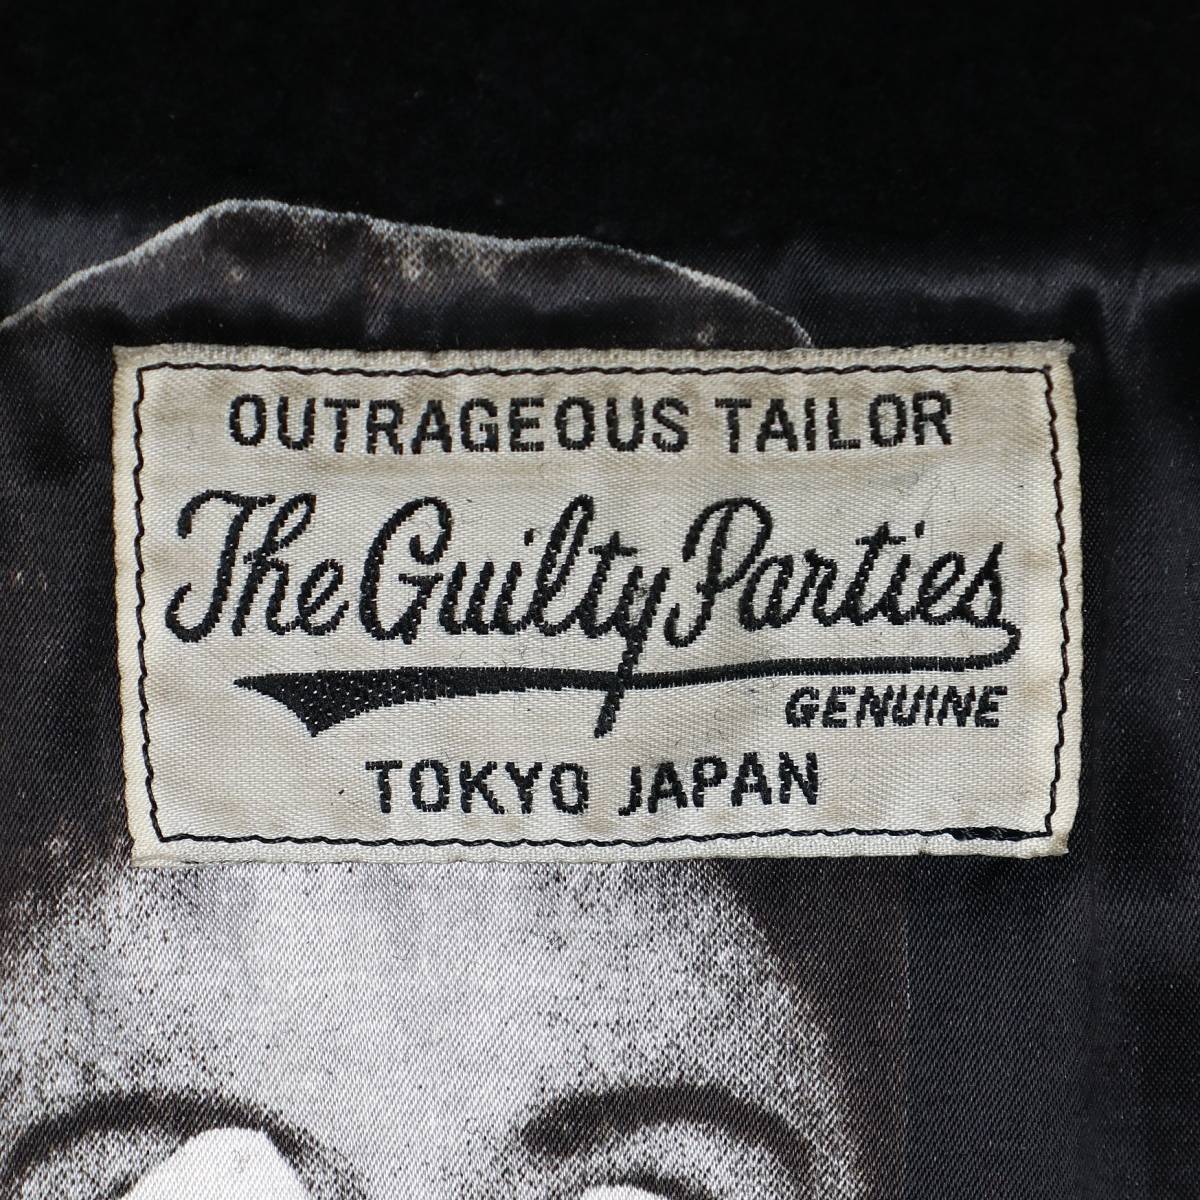 OUTRAGEOUS TAILOR
The Guilty Parties
GENUINE
TOKYO JAPAN